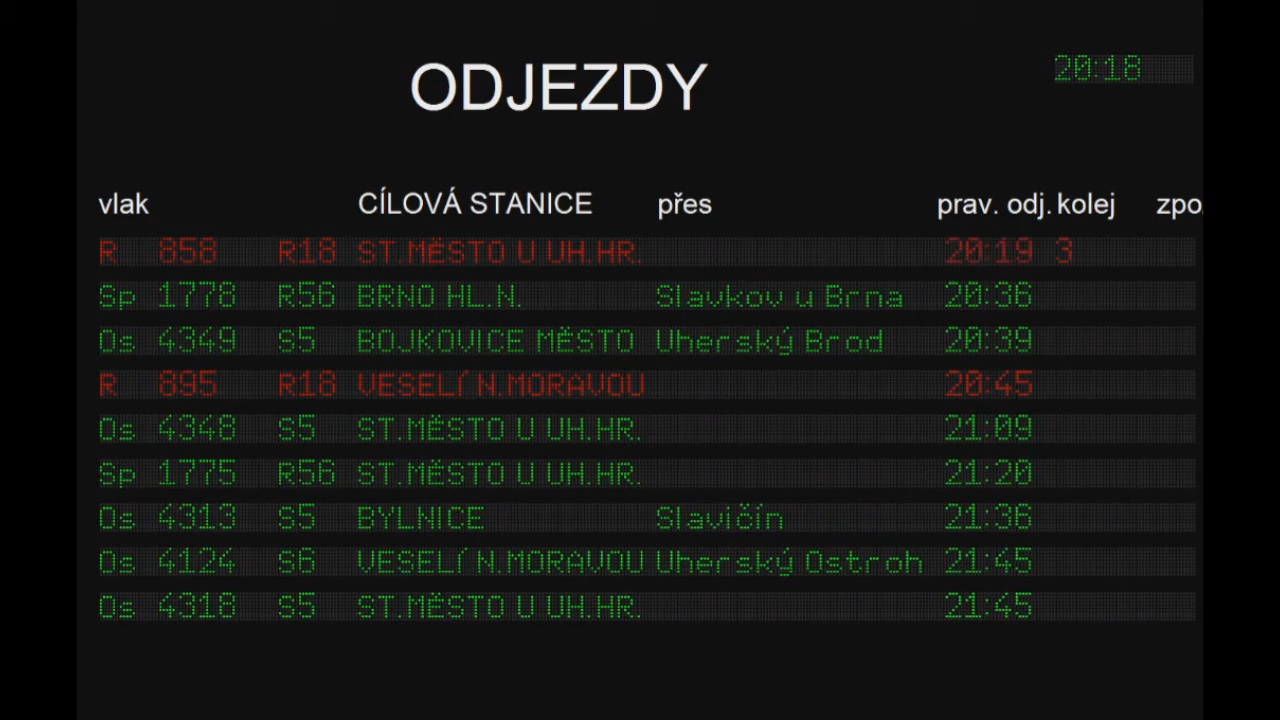 ODJEZDY 20:18
vlak CÍLOVÁ STANICE přes prav. odj. kolej zpo
R 858 R18 ST.MĚSTO U UH.HR. 20:19 3
Sp 1778 R56 BRNO HL.N. Slavkov u Brna 20:36
Os 4349 S5 BOJKOVICE MĚSTO Uherský Brod 20:39
R 895 R18 VESELÍ N.MORAVOU 20:45
Os 4348 S5 ST.MĚSTO U UH.HR. 21:09
Sp 1775 R56 ST.MĚSTO U UH.HR. 21:20
Os 4313 S5 BYLNICE Slavičín 21:36
Os 4124 S6 VESELÍ N.MORAVOU Uherský Ostroh 21:45
Os 4318 S5 ST.MĚSTO U UH.HR. 21:45